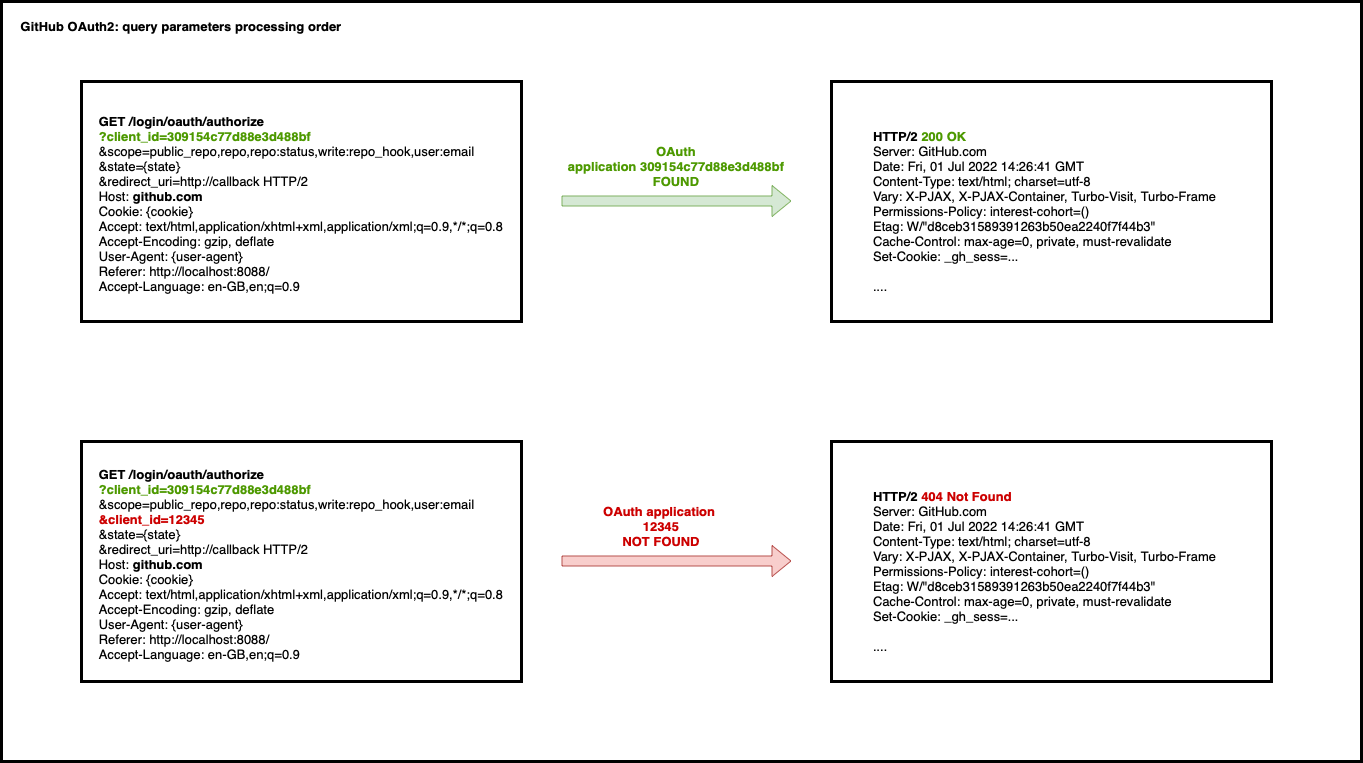 GitHub OAuth2: query parameters processing order
GET /login/oauth/authorize
?client_id=309154c77d88e3d488bf
&scope=public_repo,repo,repo:status,write:repo_hook,user:email
&state={state}
&redirect_uri=http://callback HTTP/2
Host: github.com
Cookie: {cookie}
Accept: text/html,application/xhtml+xml,application/xml;q=0.9,*/*;q=0.8
Accept-Encoding: gzip, deflate
User-Agent: {user-agent}
Referer: http://localhost:8088/
Accept-Language: en-GB,en;q=0.9
OAuth
application 309154c77d88e3d488bf
FOUND
HTTP/2 200 OK
Server: GitHub.com
Date: Fri, 01 Jul 2022 14:26:41 GMT
Content-Type: text/html; charset=utf-8
Vary: X-PJAX, X-PJAX-Container, Turbo-Visit, Turbo-Frame
Permissions-Policy: interest-cohort=()
Etag: W/"d8ceb31589391263b50ea2240f7f44b3"
Cache-Control: max-age=0, private, must-revalidate
Set-Cookie: _gh_sess=...
....
GET /login/oauth/authorize
?client_id=309154c77d88e3d488bf
&scope=public_repo,repo,repo:status,write:repo_hook,user:email
&client_id=12345
&state={state}
&redirect_uri=http://callback HTTP/2
Host: github.com
Cookie: {cookie}
Accept: text/html,application/xhtml+xml,application/xml;q=0.9,*/*;q=0.8
Accept-Encoding: gzip, deflate
User-Agent: {user-agent}
Referer: http://localhost:8088/
Accept-Language: en-GB,en;q=0.9
OAuth application
12345
NOT FOUND
HTTP/2 404 Not Found
Server: GitHub.com
Date: Fri, 01 Jul 2022 14:26:41 GMT
Content-Type: text/html; charset=utf-8
Vary: X-PJAX, X-PJAX-Container, Turbo-Visit, Turbo-Frame
Permissions-Policy: interest-cohort=()
Etag: W/"d8ceb31589391263b50ea2240f7f44b3"
Cache-Control: max-age=0, private, must-revalidate
Set-Cookie: _gh_sess=...
....